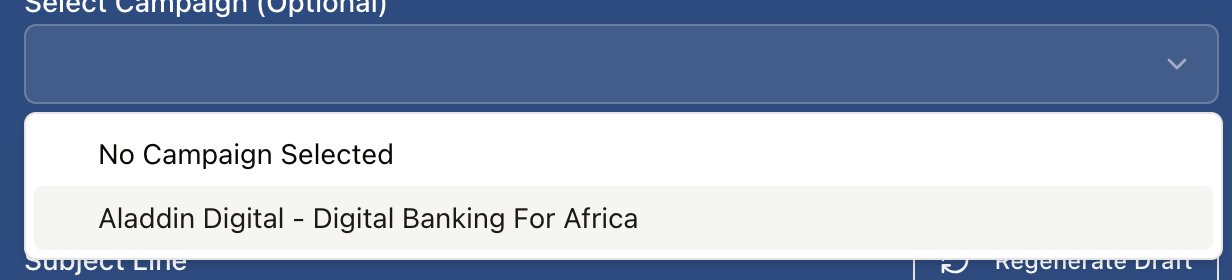 Select Campaign (Optional)
No Campaign Selected
Aladdin Digital - Digital Banking For Africa
Subject Line
Regenerate Draft